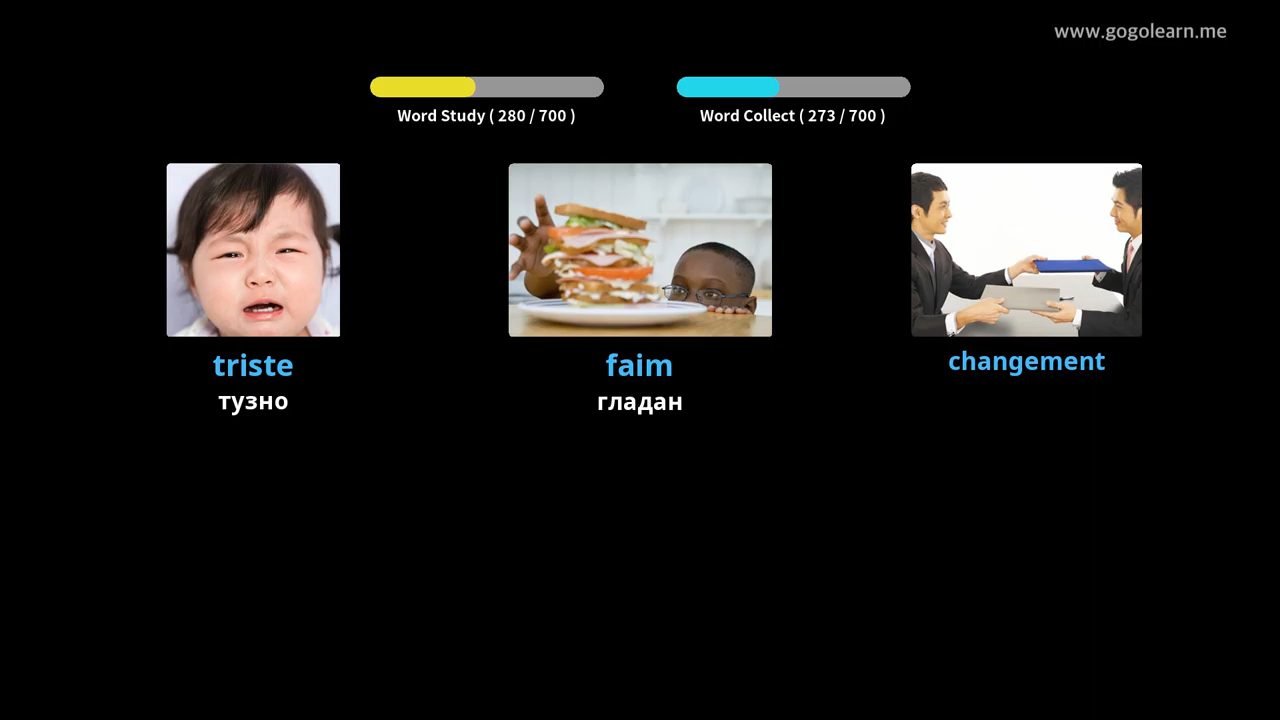 www.gogolearn.me
Word Study ( 280 / 700 )
Word Collect ( 273 / 700 )
triste
faim
changement
тузно
гладан